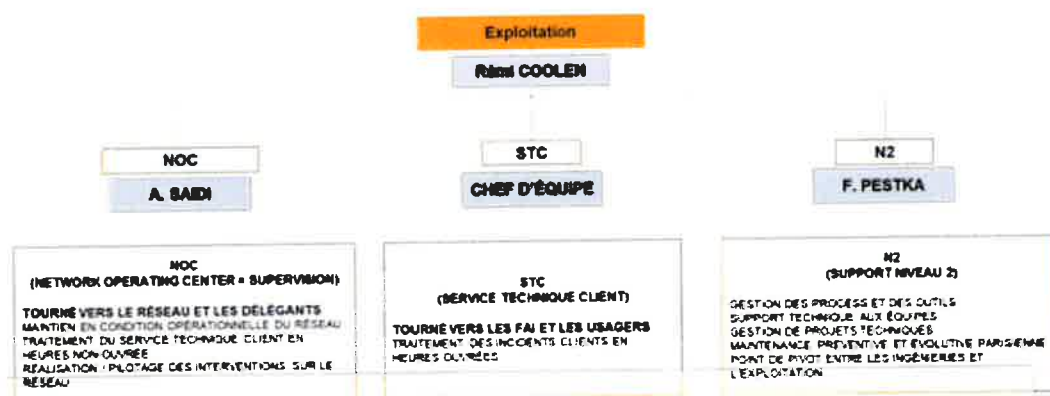 Exploitation
Rémi COOLEN
NOC
A. SAIDI
STC
CHEF D'ÉQUIPE
N2
F. PESTKA
NOC
(NETWORK OPERATING CENTER = SUPERVISION)
TOURNÉ VERS LE RÉSEAU ET LES DÉLÉGANTS
MAINTIEN EN CONDITION OPÉRATIONNELLE DU RÉSEAU
TRAITEMENT DU SERVICE TECHNIQUE CLIENT EN
HEURES NON OUVRÉE
RÉALISATION / PILOTAGE DES INTERVENTIONS SUR LE
RÉSEAU
STC
(SERVICE TECHNIQUE CLIENT)
TOURNÉ VERS LES FAI ET LES USAGERS
TRAITEMENT DES INCIDENTS CLIENTS EN
HEURES OUVRÉES
N2
(SUPPORT NIVEAU 2)
GESTION DES PROCESS ET DES OUTILS
SUPPORT TECHNIQUE AUX ÉQUIPES
GESTION DE PROJETS TECHNIQUES
MAINTENANCE PRÉVENTIVE ET ÉVOLUTIVE PARISIENNE
POINT DE PIVOT ENTRE LES INGÉNIERIES ET
L'EXPLOITATION